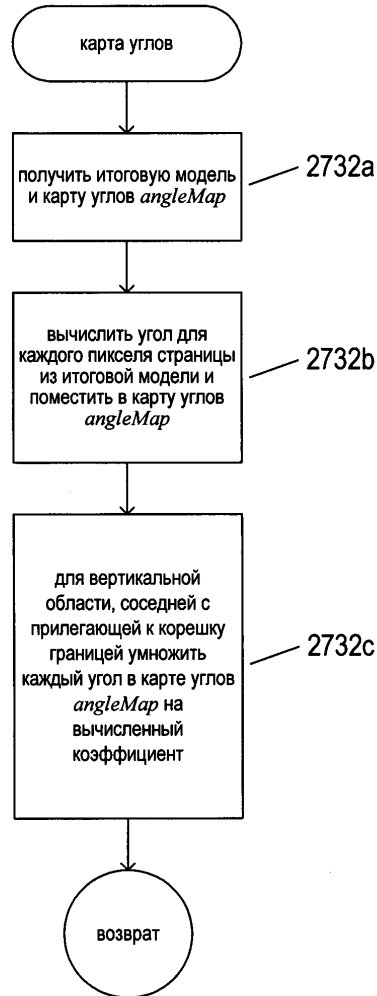 карта углов
получить итоговую модель
и карту углов angleMap
2732a
вычислить угол для
каждого пикселя страницы
из итоговой модели и
поместить в карту углов
angleMap
2732b
для вертикальной
области, соседней с
прилегающей к корешку
границей умножить
каждый угол в карте углов
angleMap на
вычисленный
коэффициент
2732c
возврат